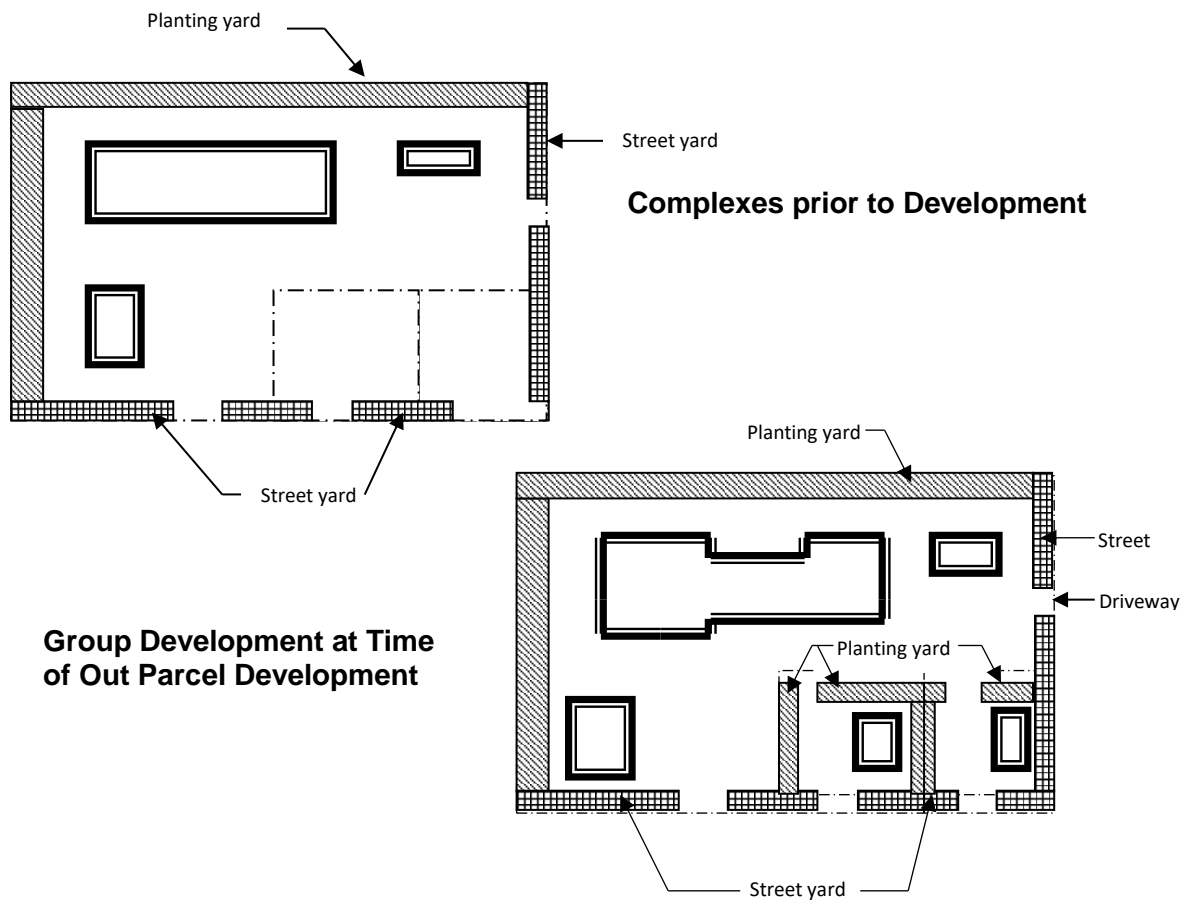 Planting yard
Street yard
Complexes prior to Development
Street yard
Planting yard
Street
Driveway
Group Development at Time
of Out Parcel Development
Planting yard
Street yard